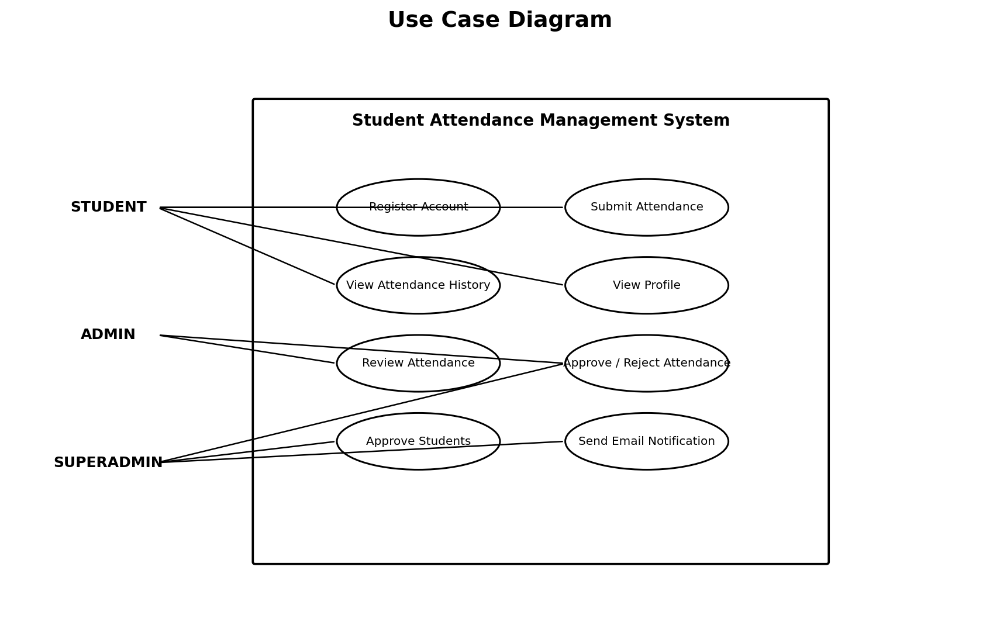 Use Case Diagram
Student Attendance Management System
STUDENT
Register Account
Submit Attendance
View Attendance History
View Profile
ADMIN
Review Attendance
Approve / Reject Attendance
SUPERADMIN
Approve Students
Send Email Notification